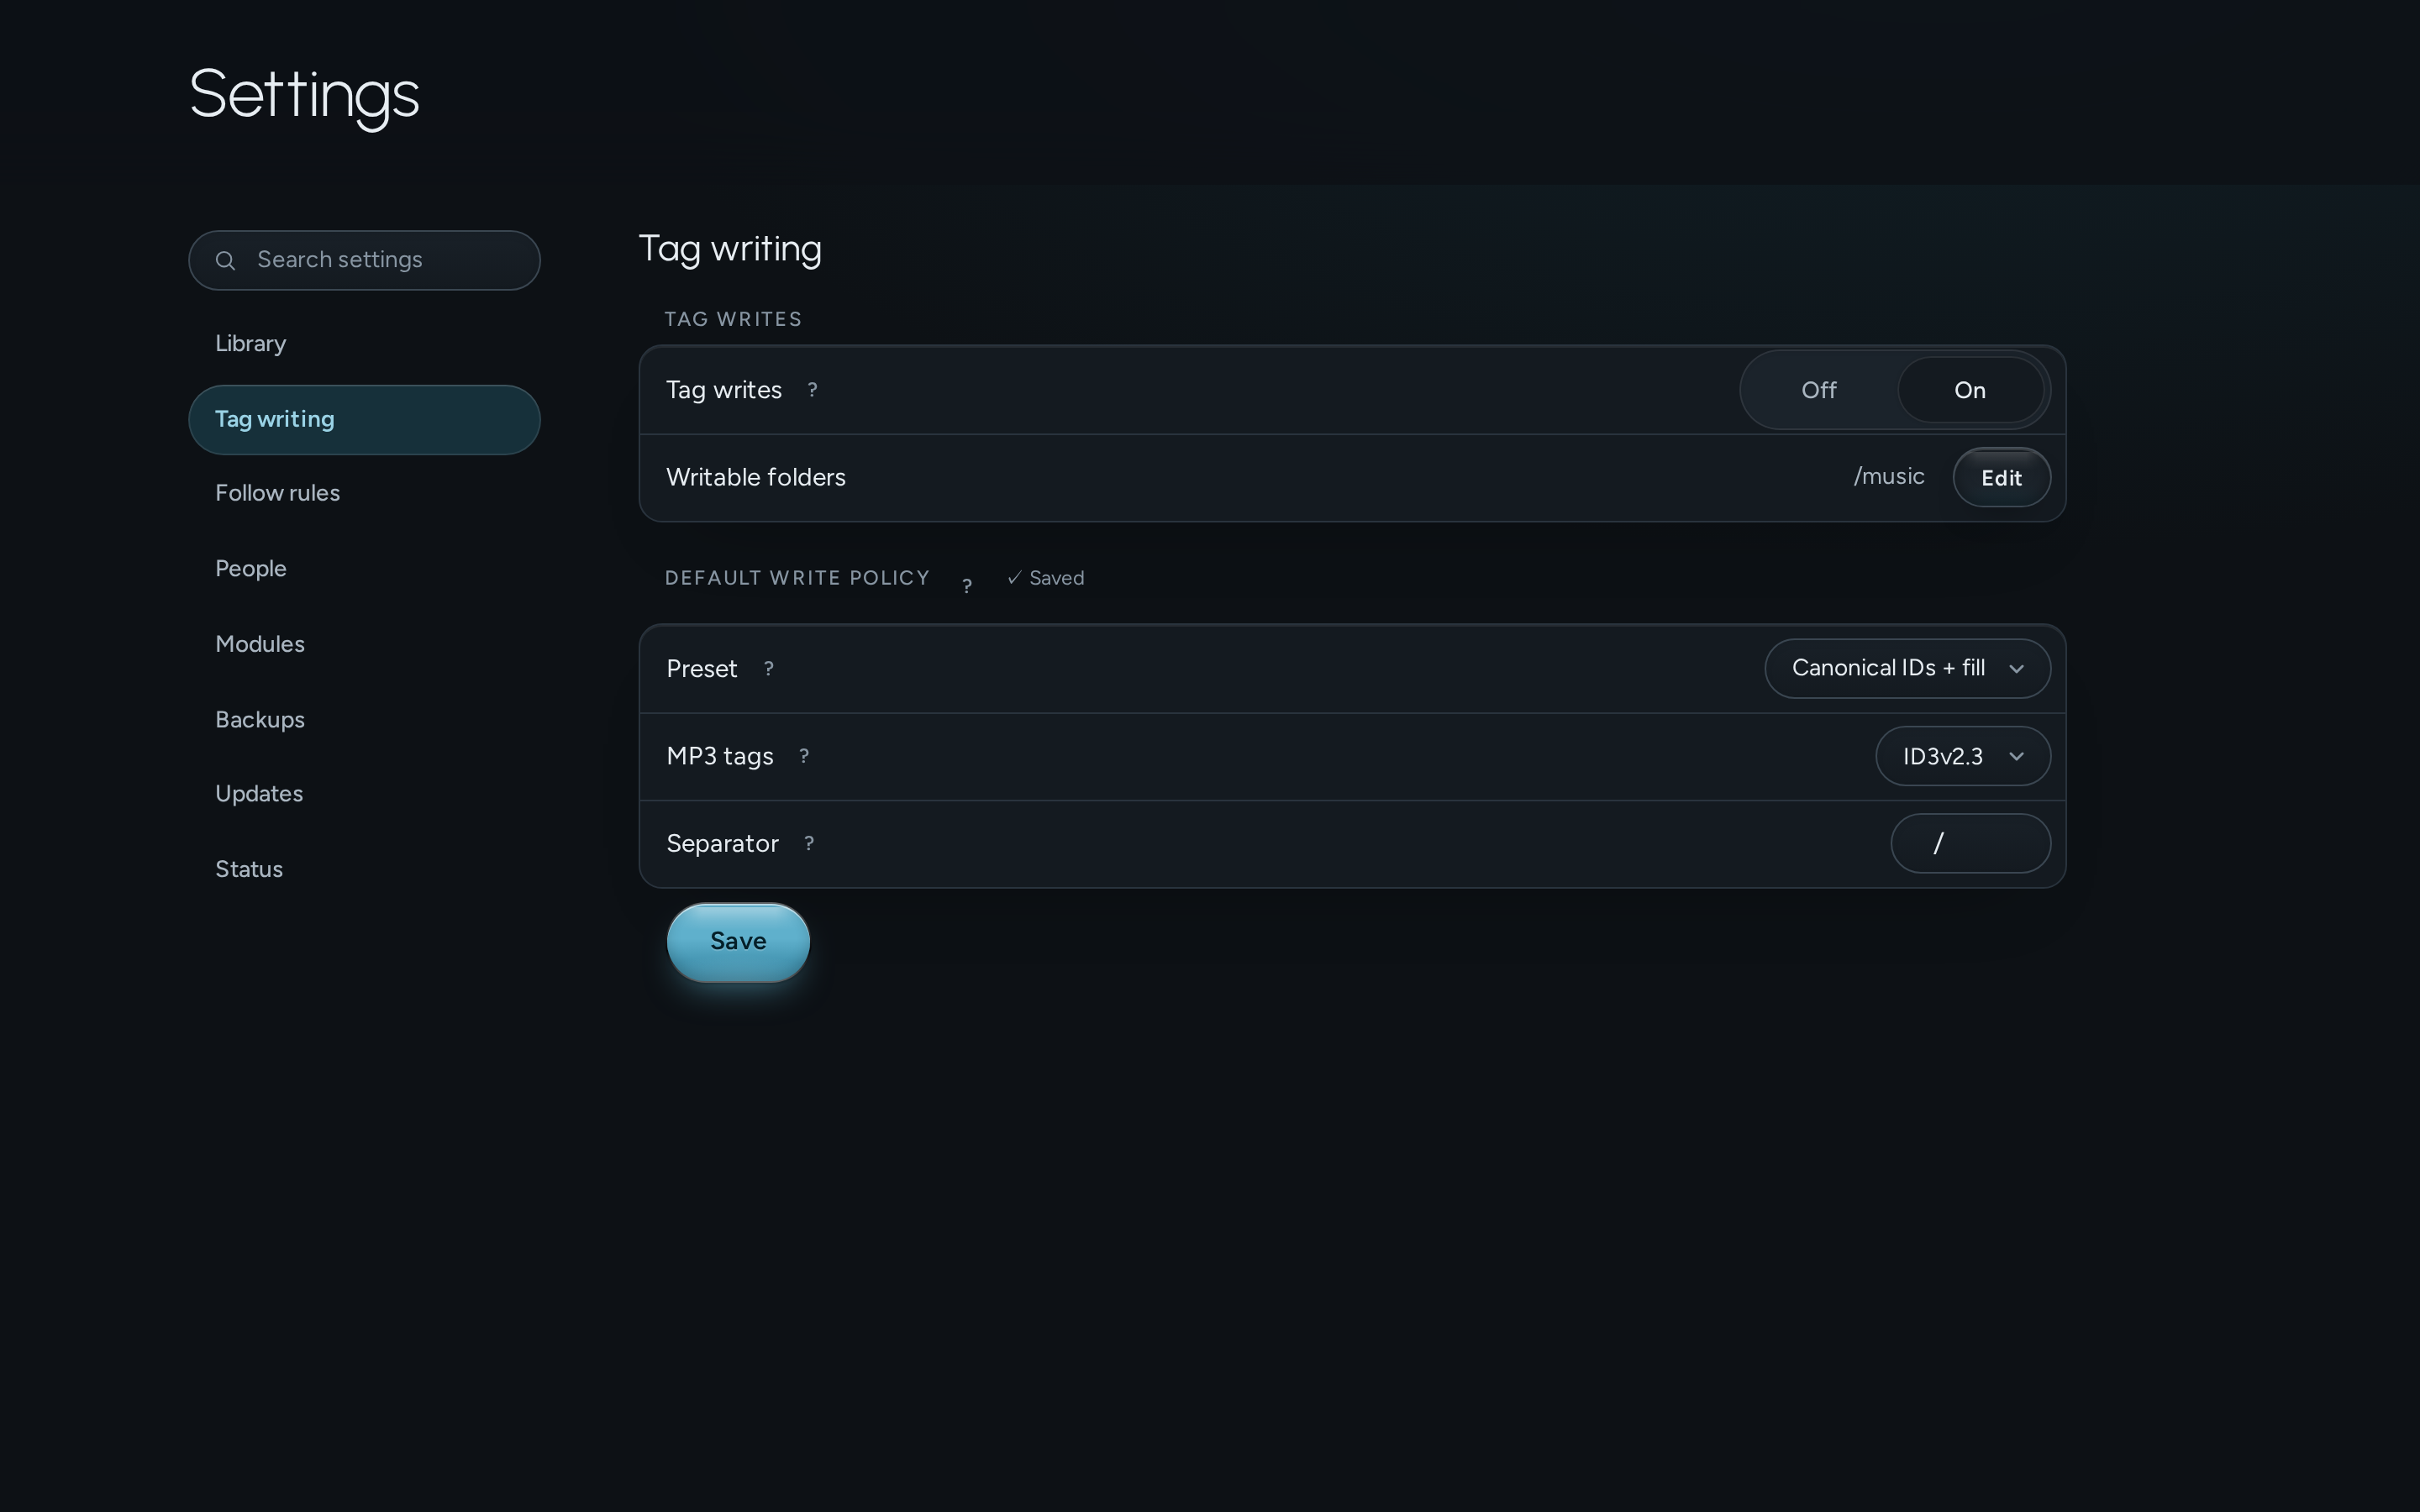 Settings
Search settings
Library
Tag writing
Follow rules
People
Modules
Backups
Updates
Status
Tag writing
TAG WRITES
Tag writes ? Off On
Writable folders /music Edit
DEFAULT WRITE POLICY ? ✓ Saved
Preset ? Canonical IDs + fill
MP3 tags ? ID3v2.3
Separator ? /
Save